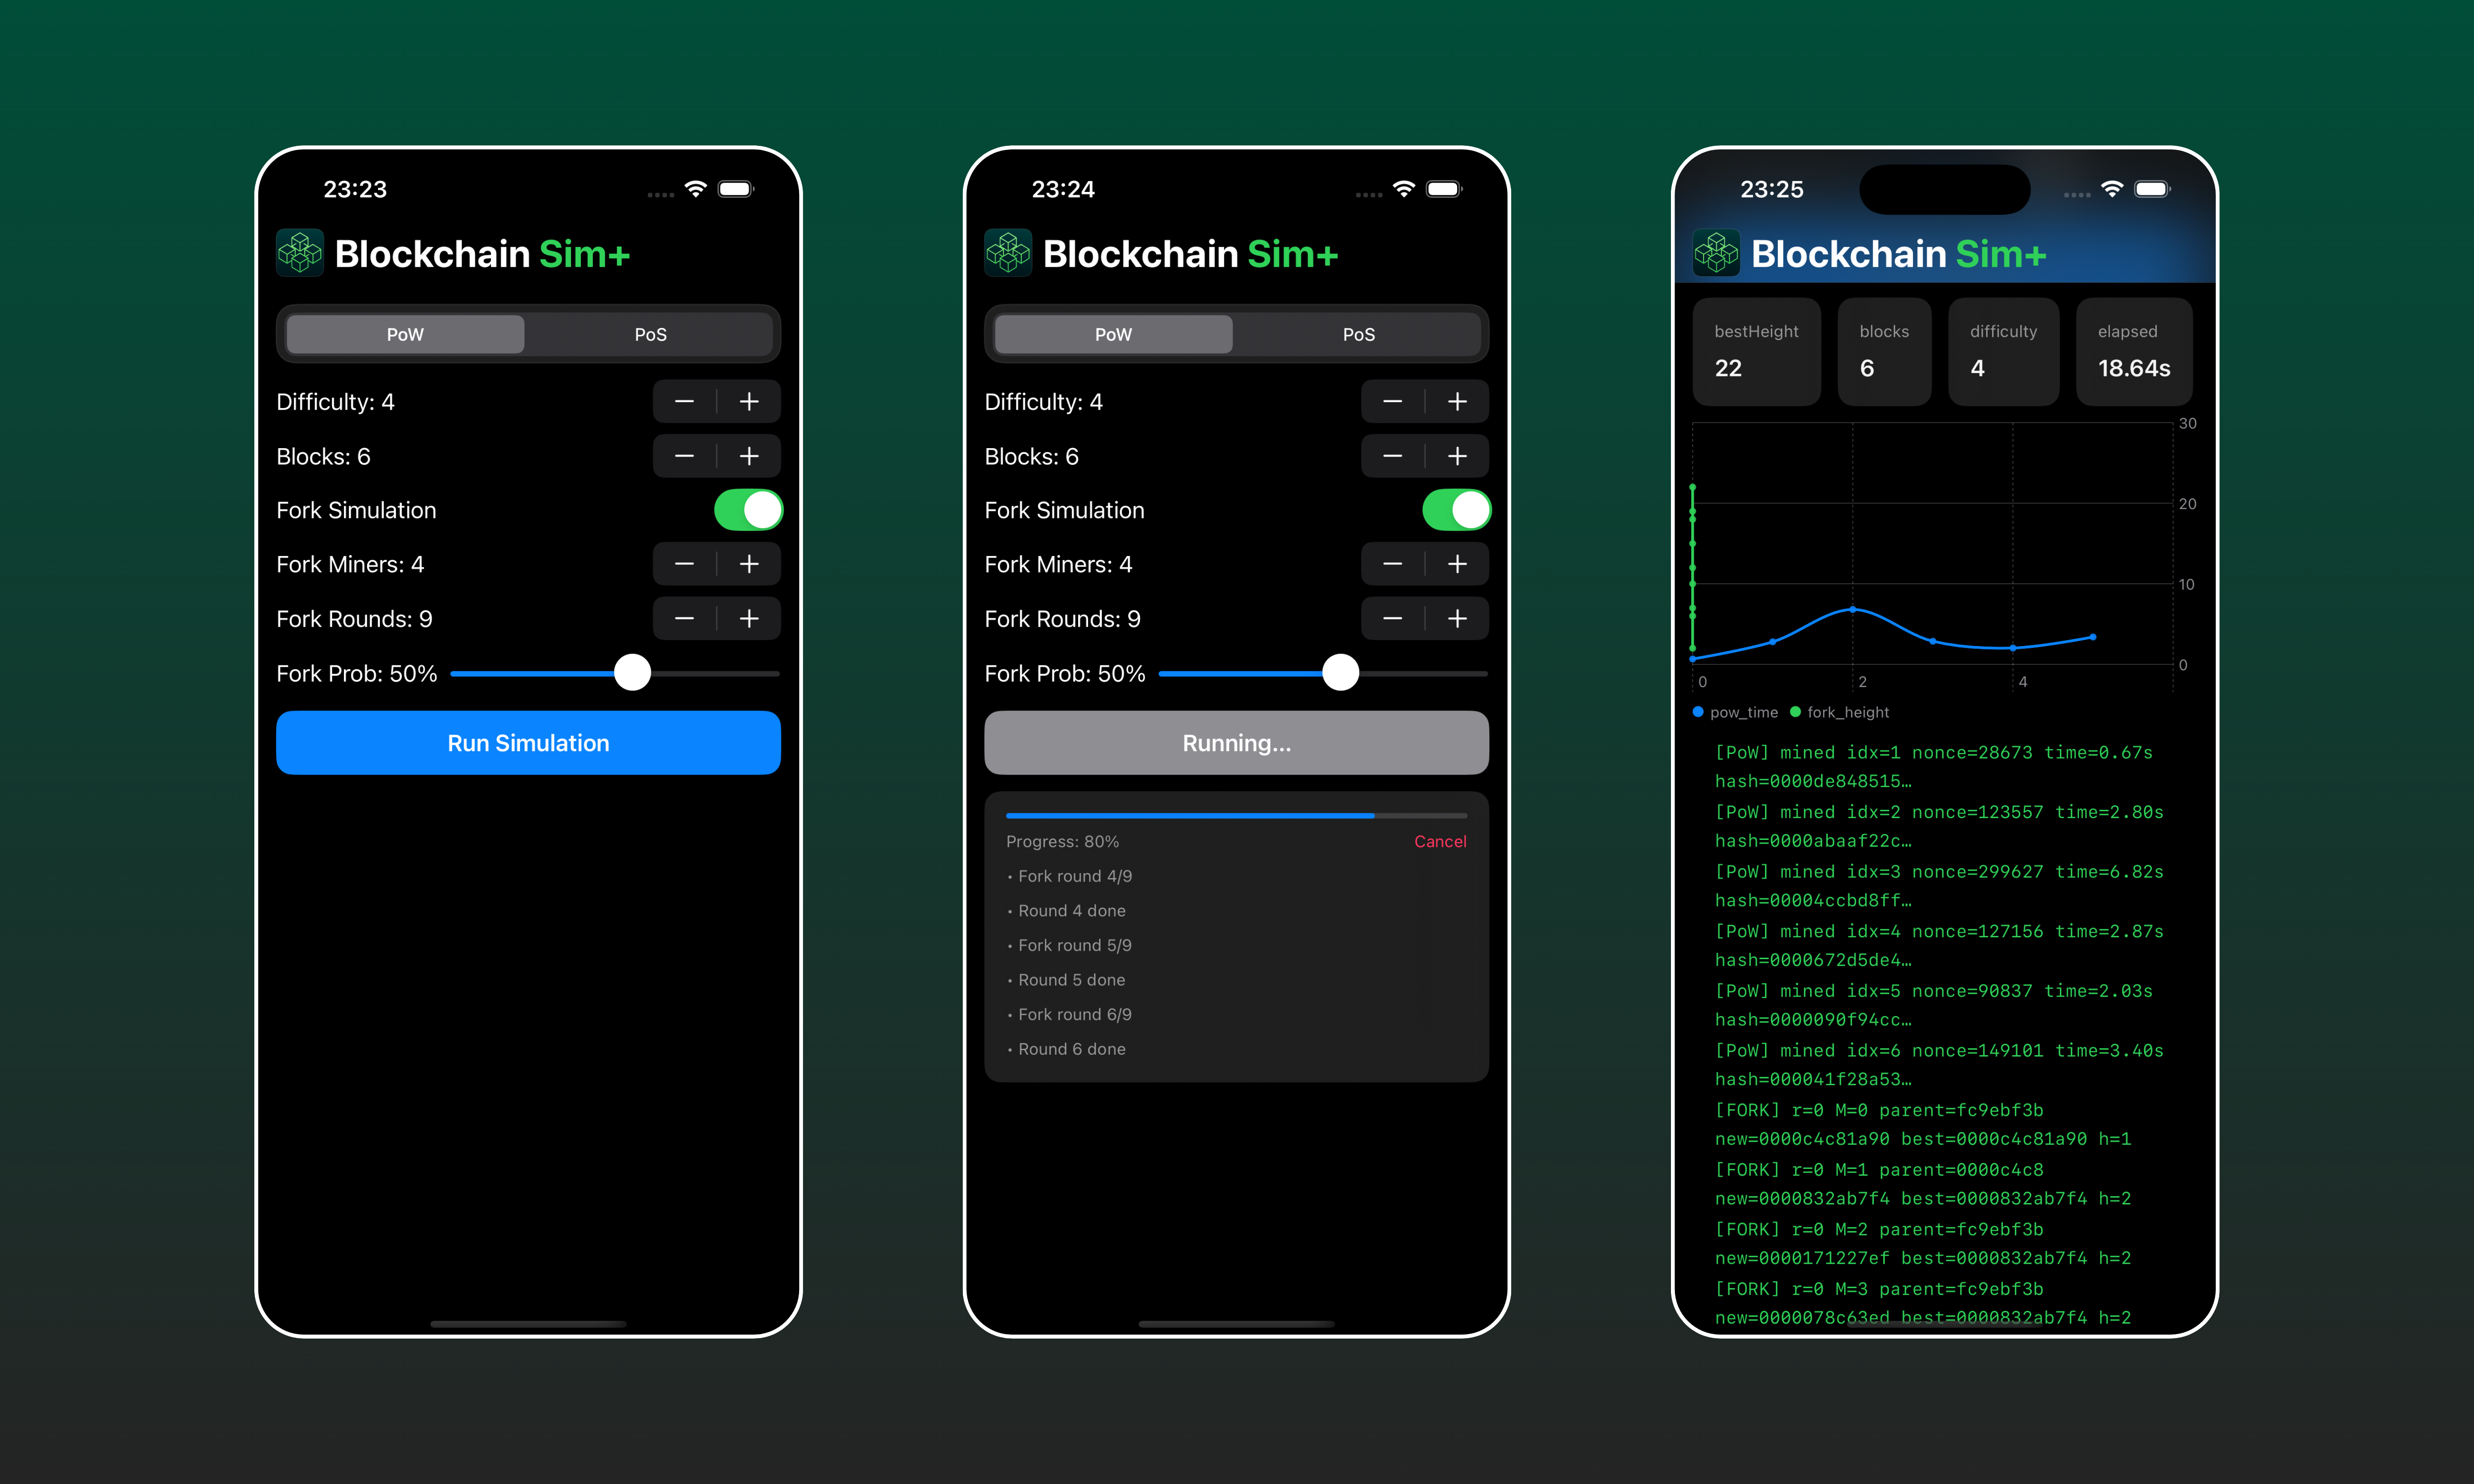 23:23
Blockchain Sim+
PoW
PoS
Difficulty: 4
Blocks: 6
Fork Simulation
Fork Miners: 4
Fork Rounds: 9
Fork Prob: 50%
Run Simulation
23:24
Blockchain Sim+
PoW
PoS
Difficulty: 4
Blocks: 6
Fork Simulation
Fork Miners: 4
Fork Rounds: 9
Fork Prob: 50%
Running...
Progress: 80%
Cancel
• Fork round 4/9
• Round 4 done
• Fork round 5/9
• Round 5 done
• Fork round 6/9
• Round 6 done
23:25
Blockchain Sim+
bestHeight
22
blocks
6
difficulty
4
elapsed
18.64s
30
20
10
0
0
2
4
pow_time
fork_height
[PoW] mined idx=1 nonce=28673 time=0.67s
hash=0000de848515…
[PoW] mined idx=2 nonce=123557 time=2.80s
hash=0000abaaf22c…
[PoW] mined idx=3 nonce=299627 time=6.82s
hash=00004ccbd8ff…
[PoW] mined idx=4 nonce=127156 time=2.87s
hash=0000672d5de4…
[PoW] mined idx=5 nonce=90837 time=2.03s
hash=0000090f94cc…
[PoW] mined idx=6 nonce=149101 time=3.40s
hash=000041f28a53…
[FORK] r=0 M=0 parent=fc9ebf3b
new=0000c4c81a90 best=0000c4c81a90 h=1
[FORK] r=0 M=1 parent=0000c4c8
new=0000832ab7f4 best=0000832ab7f4 h=2
[FORK] r=0 M=2 parent=fc9ebf3b
new=0000171227ef best=0000832ab7f4 h=2
[FORK] r=0 M=3 parent=fc9ebf3b
new=0000078c63ed best=0000832ab7f4 h=2